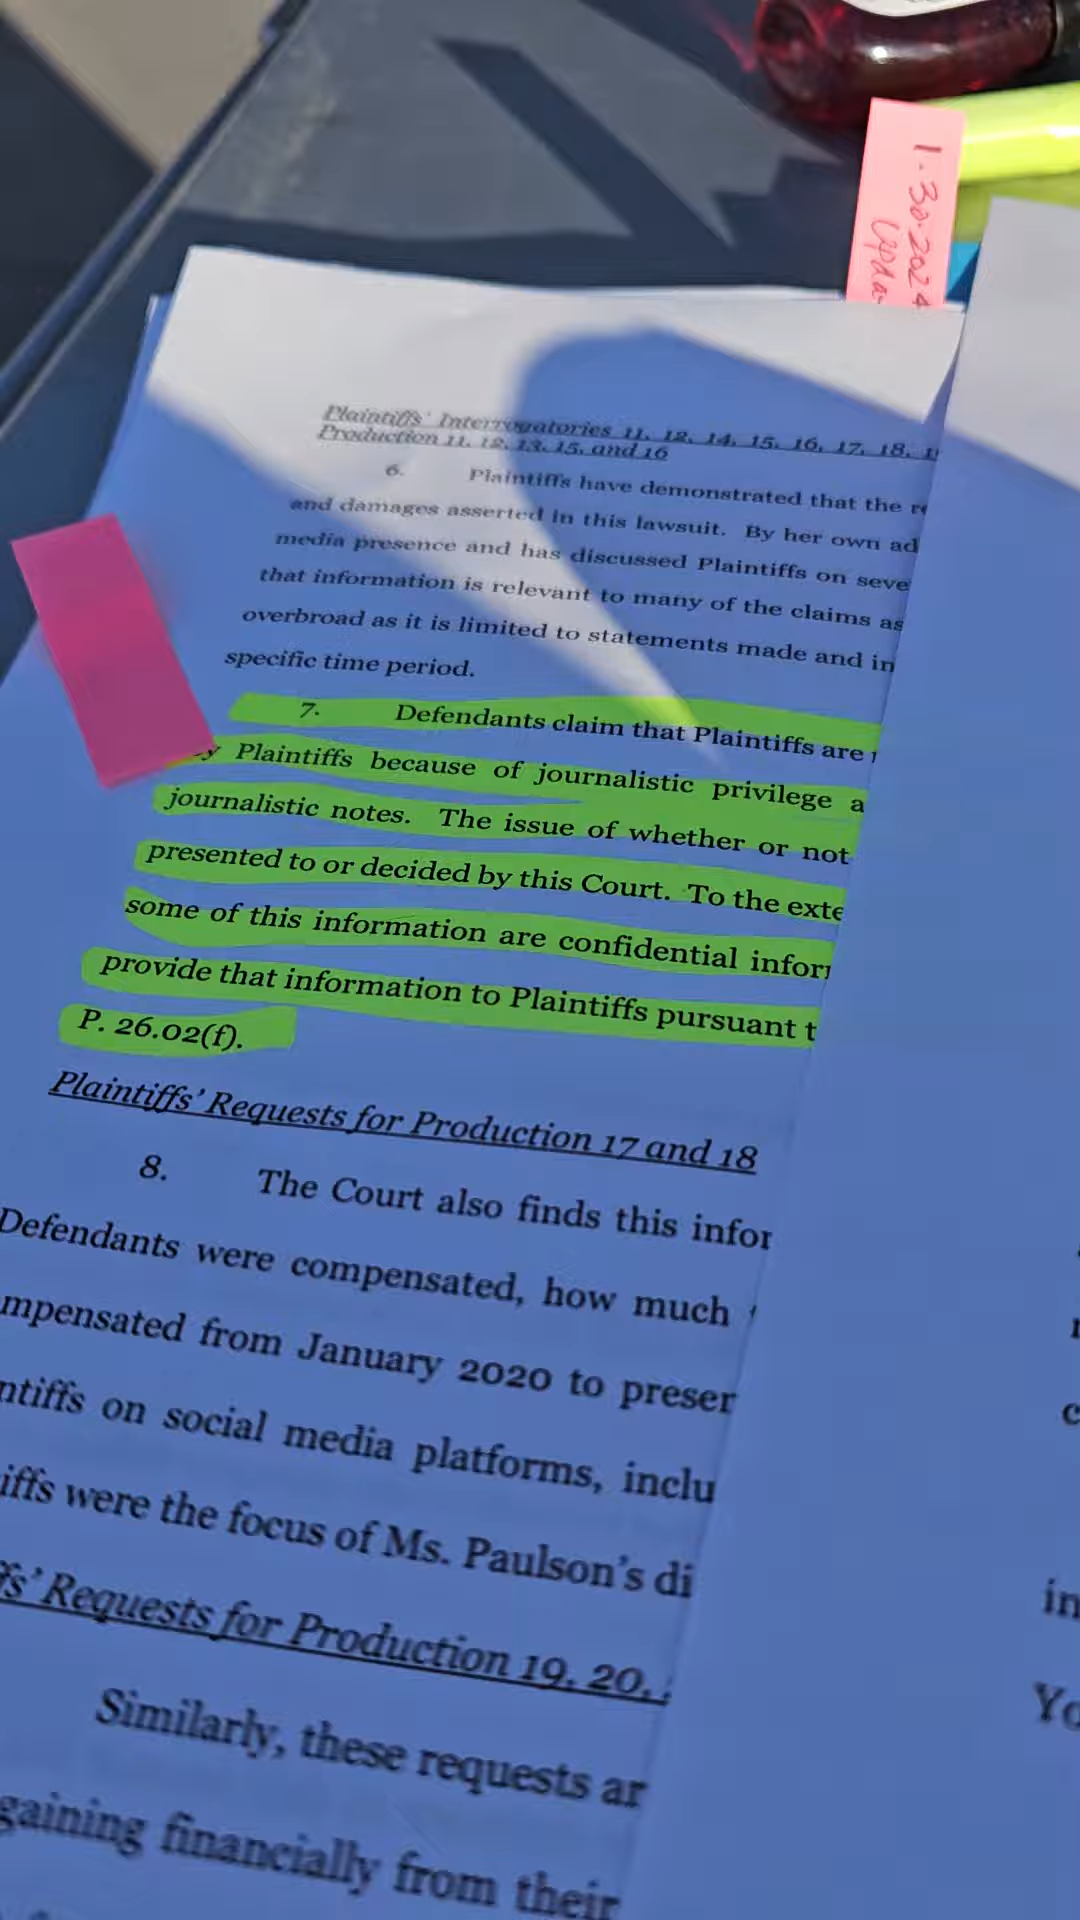 1.30.2024
Upda
Plaintiffs' Interrogatories 11, 12, 14, 15, 16, 17, 18, 1
Production 11, 12, 13, 15, and 16
6. Plaintiffs have demonstrated that the re
and damages asserted in this lawsuit. By her own ad
media presence and has discussed Plaintiffs on seve
that information is relevant to many of the claims as
overbroad as it is limited to statements made and in
specific time period.
7. Defendants claim that Plaintiffs are
y Plaintiffs because of journalistic privilege a
journalistic notes. The issue of whether or not
presented to or decided by this Court. To the exte
some of this information are confidential infor
provide that information to Plaintiffs pursuant t
P. 26.02(f).
Plaintiffs' Requests for Production 17 and 18
8. The Court also finds this infor
Defendants were compensated, how much
mpensated from January 2020 to preser
ntiffs on social media platforms, inclu
iffs were the focus of Ms. Paulson's di
fs' Requests for Production 19, 20,
Similarly, these requests ar
gaining financially from their
in
Yo